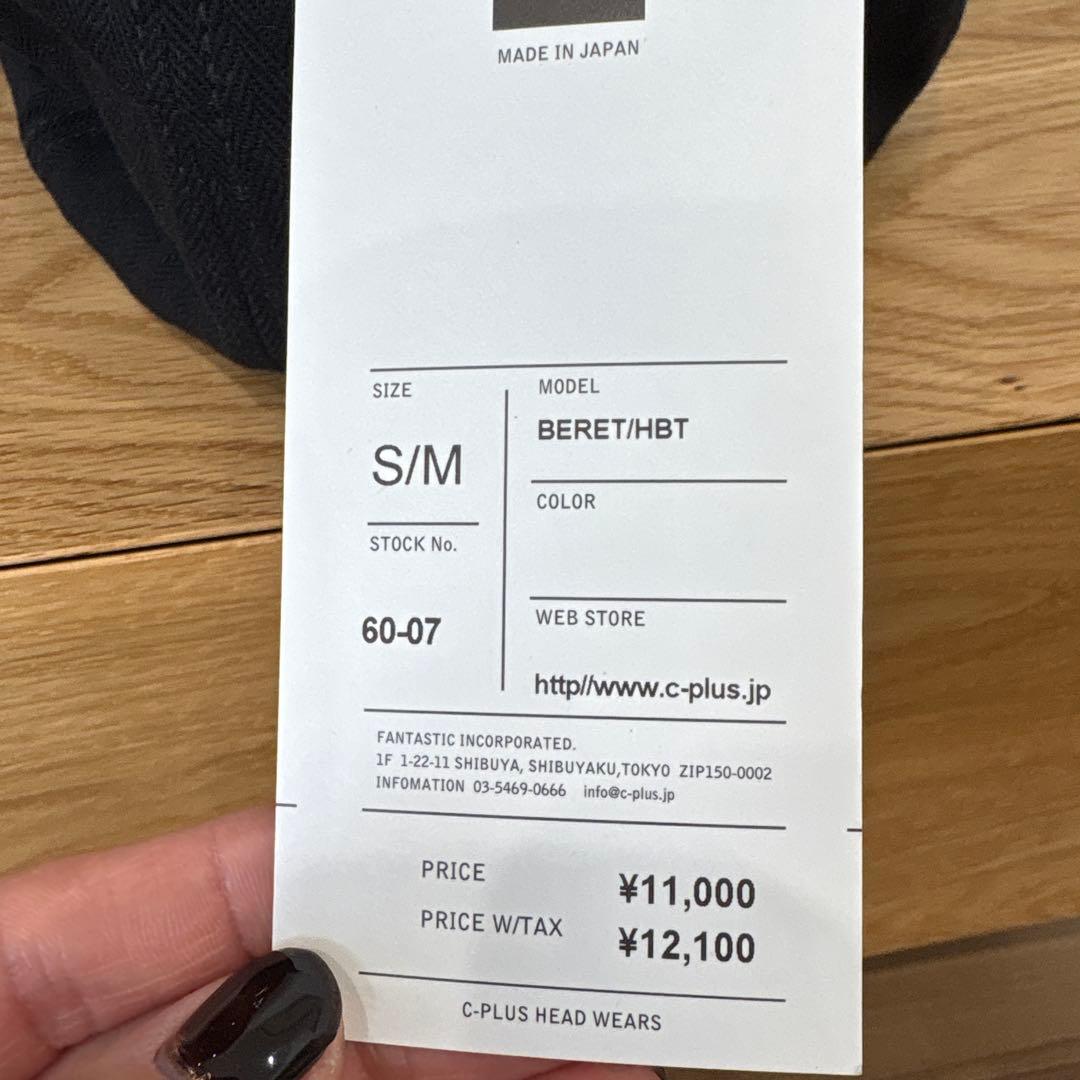 MADE IN JAPAN
SIZE
S/M
STOCK No.
60-07
MODEL
BERET/HBT
COLOR
WEB STORE
http//www.c-plus.jp
FANTASTIC INCORPORATED.
1F 1-22-11 SHIBUYA, SHIBUYAKU,TOKYO ZIP150-0002
INFOMATION 03-5469-0666 info@c-plus.jp
PRICE ¥11,000
PRICE W/TAX ¥12,100
C-PLUS HEAD WEARS